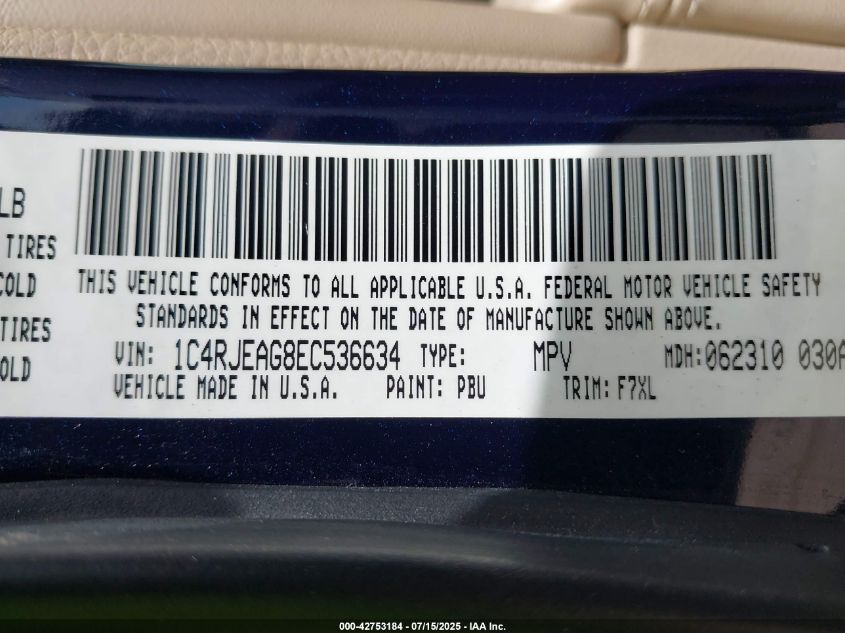 LB
TIRES
COLD
TIRES
OLD
THIS VEHICLE CONFORMS TO ALL APPLICABLE U.S.A. FEDERAL MOTOR VEHICLE SAFETY
STANDARDS IN EFFECT ON THE DATE OF MANUFACTURE SHOWN ABOVE.
VIN: 1C4RJEAG8EC536634 TYPE: MPV MDH:062310 030A
VEHICLE MADE IN U.S.A. PAINT: PBU TRIM: F7XL
000-42753184 - 07/15/2025 - IAA Inc.